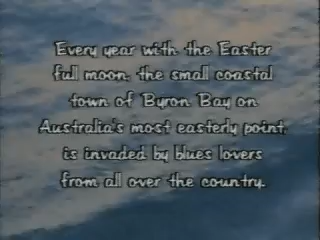 Every year with the Easter
full moon, the small coastal
town of Byron Bay on
Australia's most easterly point,
is invaded by blues lovers
from all over the country.